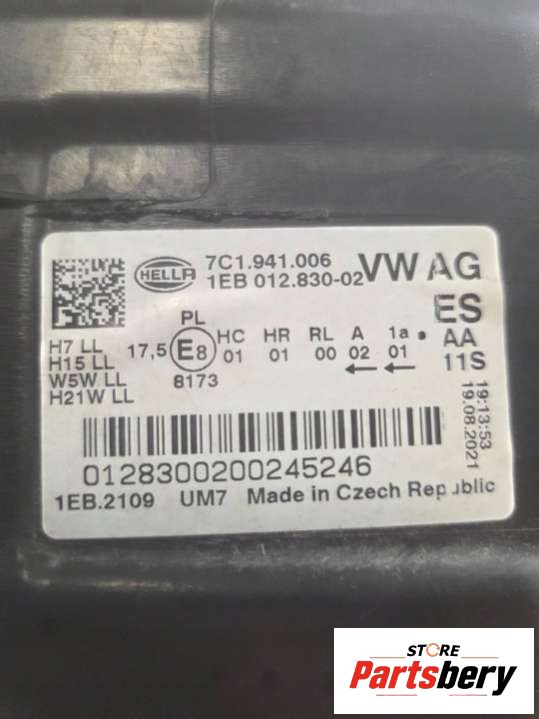 HELLA
7C1.941.006
1EB 012.830-02
VW AG
ES
AA
11S
PL
17,5
E8
8173
HC HR RL A 1a
01 01 00 02 01
← ←
H7 LL
H15 LL
W5W LL
H21W LL
19:13:53
19.08.2021
0128300200245246
1EB.2109 UM7 Made in Czech Republic
STORE
Partsbery